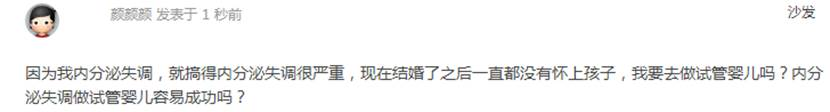 颜颜颜 发表于 1 秒前
沙发
因为我内分泌失调，就搞得内分泌失调很严重，现在结婚了之后一直都没有怀上孩子，我要去做试管婴儿吗？内分
泌失调做试管婴儿容易成功吗？